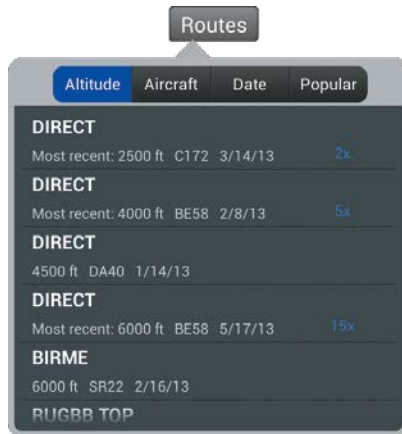 Routes
Altitude Aircraft Date Popular
DIRECT
Most recent: 2500 ft C172 3/14/13 2x
DIRECT
Most recent: 4000 ft BE58 2/8/13 5x
DIRECT
4500 ft DA40 1/14/13
DIRECT
Most recent: 6000 ft BE58 5/17/13 15x
BIRME
6000 ft SR22 2/16/13
RUGBB TOP